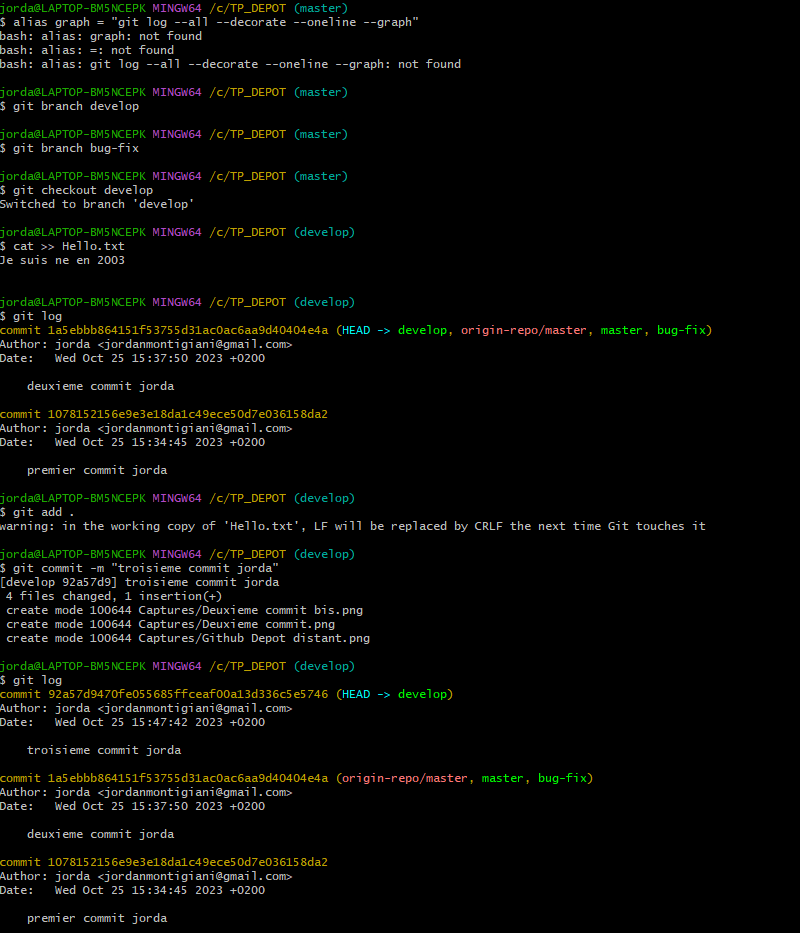 jorda@LAPTOP-BM5NCEPK MINGW64 /c/TP_DEPOT (master)
$ alias graph = "git log --all --decorate --oneline --graph"
bash: alias: graph: not found
bash: alias: =: not found
bash: alias: git log --all --decorate --oneline --graph: not found
jorda@LAPTOP-BM5NCEPK MINGW64 /c/TP_DEPOT (master)
$ git branch develop
jorda@LAPTOP-BM5NCEPK MINGW64 /c/TP_DEPOT (master)
$ git branch bug-fix
jorda@LAPTOP-BM5NCEPK MINGW64 /c/TP_DEPOT (master)
$ git checkout develop
Switched to branch 'develop'
jorda@LAPTOP-BM5NCEPK MINGW64 /c/TP_DEPOT (develop)
$ cat >> Hello.txt
Je suis ne en 2003
jorda@LAPTOP-BM5NCEPK MINGW64 /c/TP_DEPOT (develop)
$ git log
commit 1a5ebbb864151f53755d31ac0ac6aa9d40404e4a (HEAD -> develop, origin-repo/master, master, bug-fix)
Author: jorda <jordanmontigiani@gmail.com>
Date:   Wed Oct 25 15:37:50 2023 +0200
deuxieme commit jorda
commit 1078152156e9e3e18da1c49ece50d7e036158da2
Author: jorda <jordanmontigiani@gmail.com>
Date:   Wed Oct 25 15:34:45 2023 +0200
premier commit jorda
jorda@LAPTOP-BM5NCEPK MINGW64 /c/TP_DEPOT (develop)
$ git add .
warning: in the working copy of 'Hello.txt', LF will be replaced by CRLF the next time Git touches it
jorda@LAPTOP-BM5NCEPK MINGW64 /c/TP_DEPOT (develop)
$ git commit -m "troisieme commit jorda"
[develop 92a57d9] troisieme commit jorda
4 files changed, 1 insertion(+)
create mode 100644 Captures/Deuxieme commit bis.png
create mode 100644 Captures/Deuxieme commit.png
create mode 100644 Captures/Github Depot distant.png
jorda@LAPTOP-BM5NCEPK MINGW64 /c/TP_DEPOT (develop)
$ git log
commit 92a57d9470fe055685ffceaf00a13d336c5e5746 (HEAD -> develop)
Author: jorda <jordanmontigiani@gmail.com>
Date:   Wed Oct 25 15:47:42 2023 +0200
troisieme commit jorda
commit 1a5ebbb864151f53755d31ac0ac6aa9d40404e4a (origin-repo/master, master, bug-fix)
Author: jorda <jordanmontigiani@gmail.com>
Date:   Wed Oct 25 15:37:50 2023 +0200
deuxieme commit jorda
commit 1078152156e9e3e18da1c49ece50d7e036158da2
Author: jorda <jordanmontigiani@gmail.com>
Date:   Wed Oct 25 15:34:45 2023 +0200
premier commit jorda